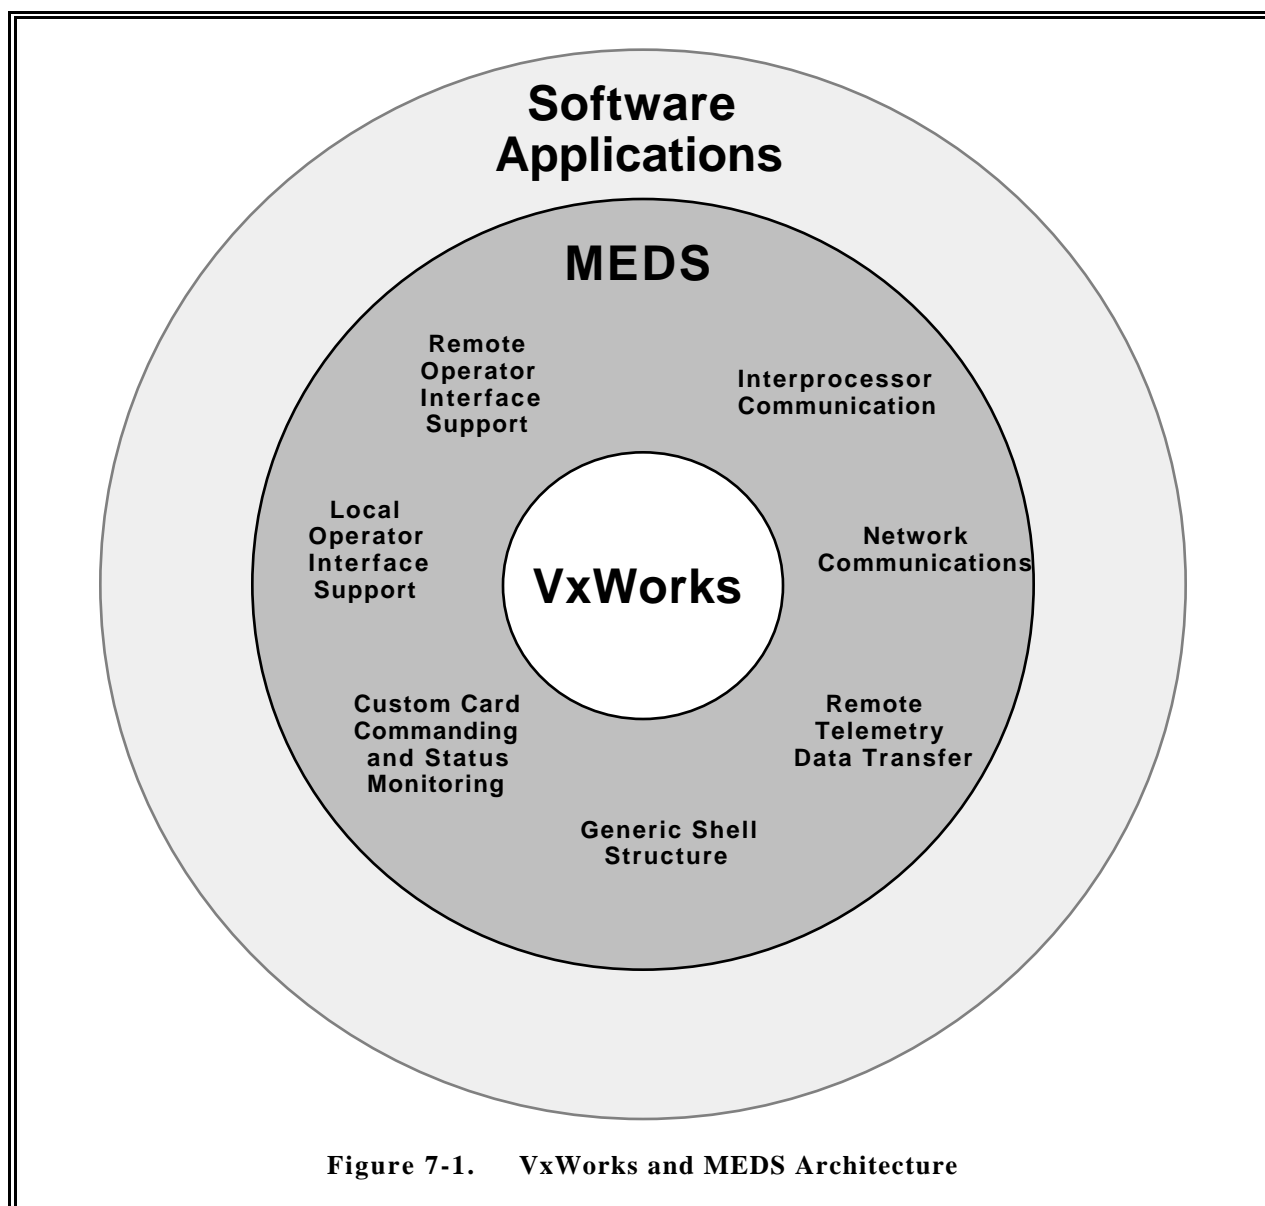 Software
Applications
MEDS
Remote
Operator
Interface
Support
Interprocessor
Communication
Local
Operator
Interface
Support
Network
Communications
VxWorks
Custom Card
Commanding
and Status
Monitoring
Remote
Telemetry
Data Transfer
Generic Shell
Structure
Figure 7-1. VxWorks and MEDS Architecture